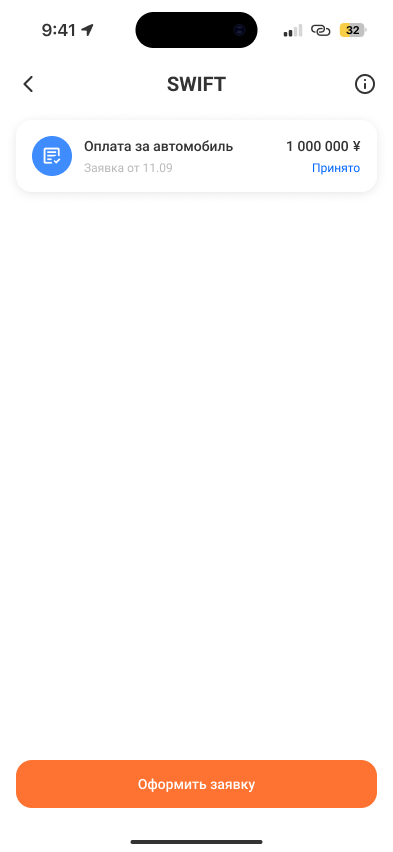 9:41
32
SWIFT
Оплата за автомобиль 1 000 000 ¥
Заявка от 11.09 Принято
Оформить заявку